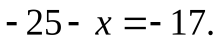 - 25 - x = - 17.